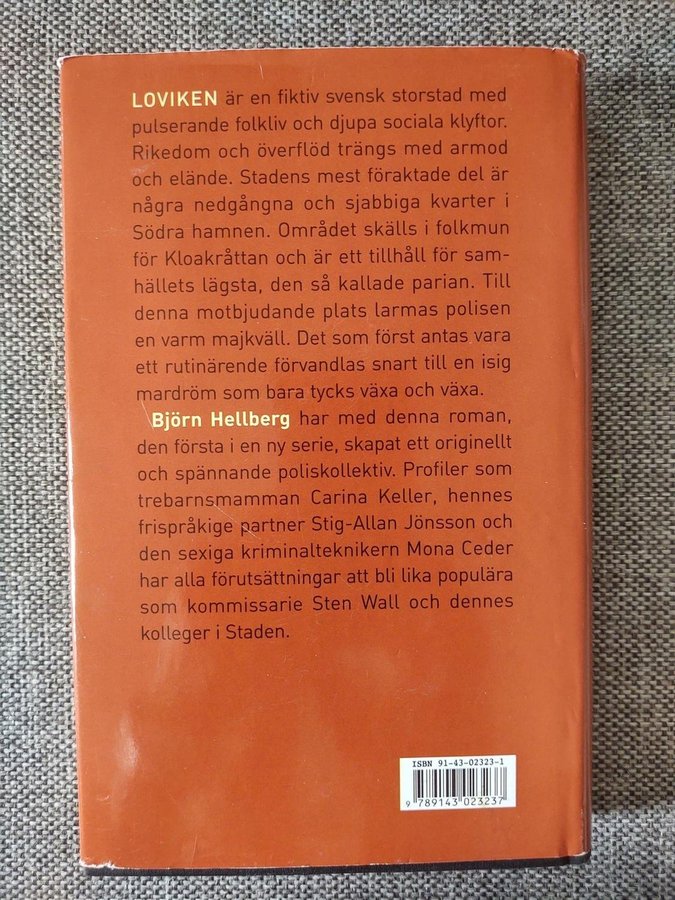 LOVIKEN är en fiktiv svensk storstad med
pulserande folkliv och djupa sociala klyftor.
Rikedom och överflöd trängs med armod
och elände. Stadens mest föraktade del är
några nedgångna och sjabbiga kvarter i
Södra hamnen. Området skälls i folkmun
för Kloakråttan och är ett tillhåll för sam-
hällets lägsta, den så kallade parian. Till
denna motbjudande plats larmas polisen
en varm majkväll. Det som först antas vara
ett rutinärende förvandlas snart till en isig
mardröm som bara tycks växa och växa.
Björn Hellberg har med denna roman,
den första i en ny serie, skapat ett originellt
och spännande poliskollektiv. Profiler som
trebarnsmamman Carina Keller, hennes
frispråkige partner Stig-Allan Jönsson och
den sexiga kriminalteknikern Mona Ceder
har alla förutsättningar att bli lika populära
som kommissarie Sten Wall och dennes
kolleger i Staden.
ISBN 91-43-02323-1
9 789143 023237